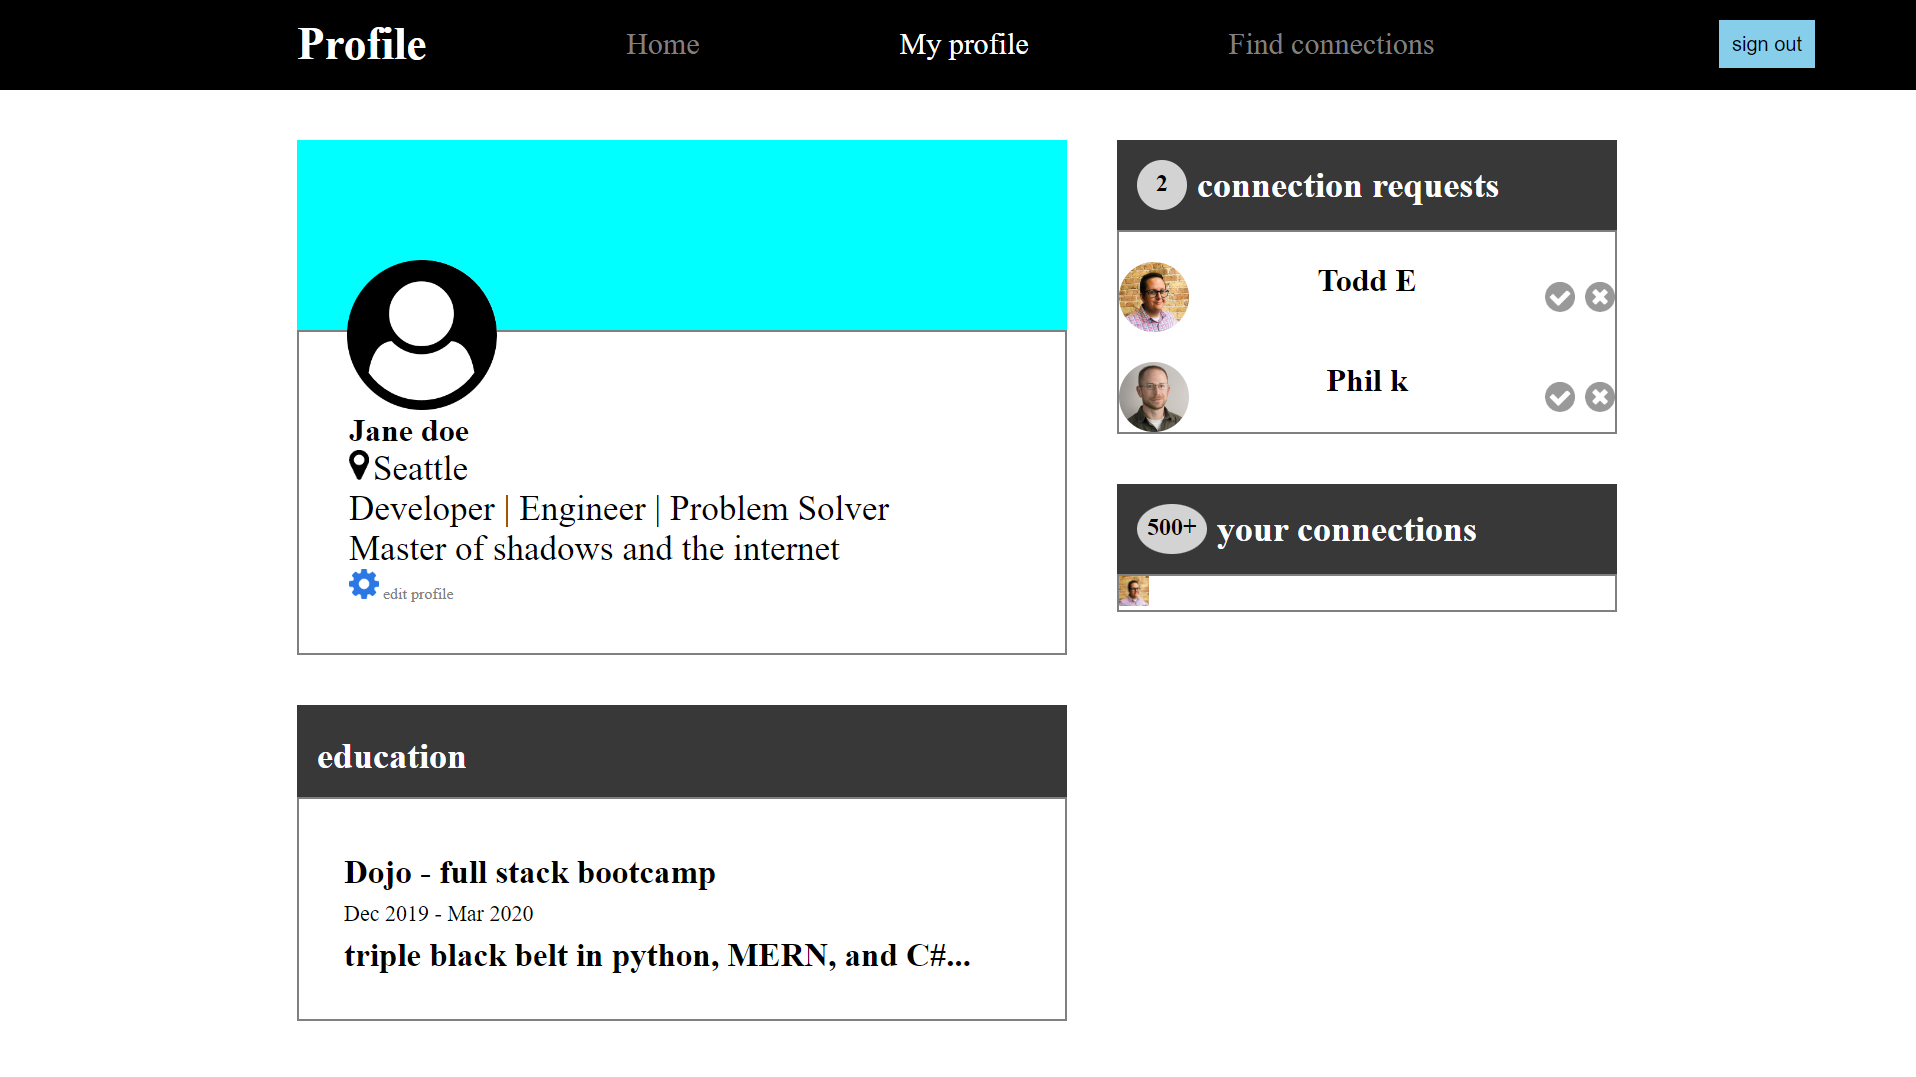 Profile
Home
My profile
Find connections
sign out
Jane doe
Seattle
Developer | Engineer | Problem Solver
Master of shadows and the internet
edit profile
education
Dojo - full stack bootcamp
Dec 2019 - Mar 2020
triple black belt in python, MERN, and C#...
2 connection requests
Todd E
Phil k
500+ your connections